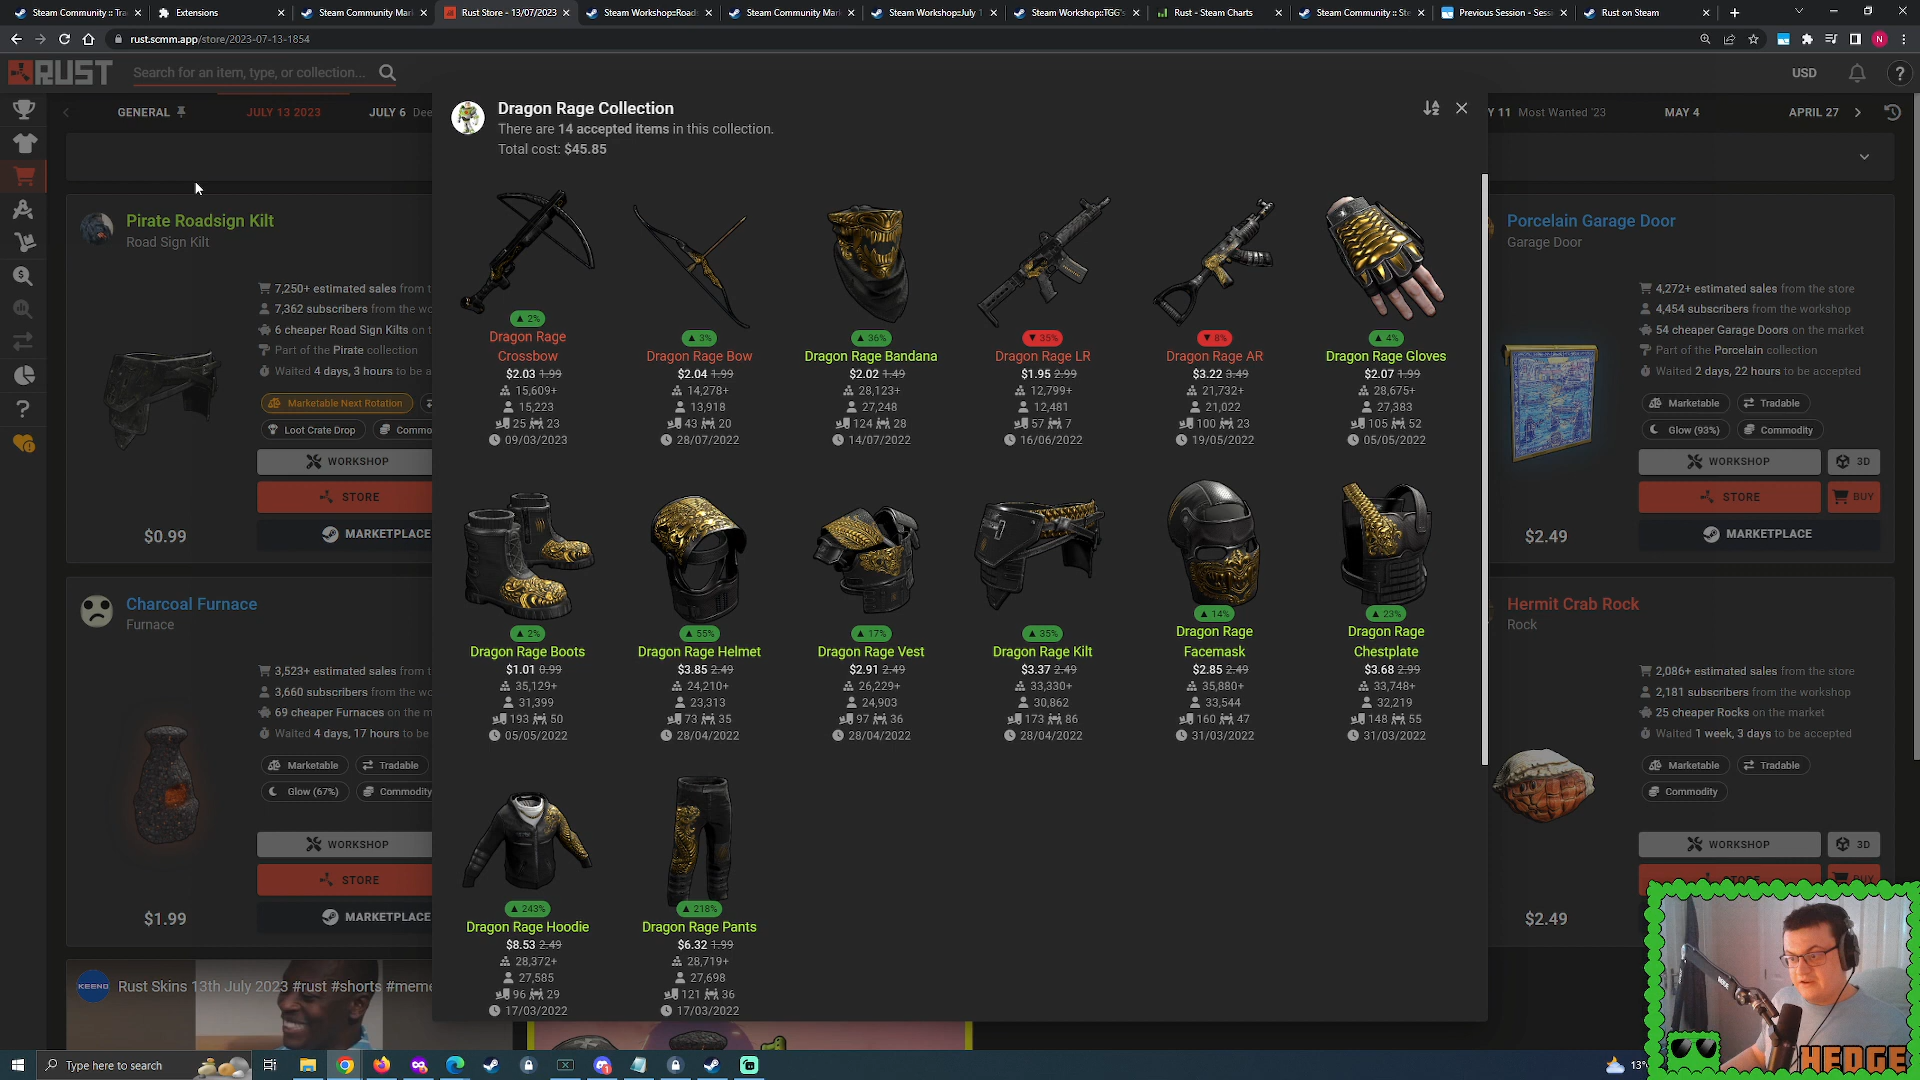 Steam Community :: Tra
Extensions
Steam Community Mar
Rust Store - 13/07/2023
Steam Workshop::Road
Steam Community Mar
Steam Workshop::July 1
Steam Workshop::TGG's
Rust - Steam Charts
Steam Community :: Ste
Previous Session - Sess
Rust on Steam
rust.scmm.app/store/2023-07-13-1854
N
RUST
Search for an item, type, or collection...
USD
GENERAL
JULY 13 2023
JULY 6 Dee
Y 11 Most Wanted '23
MAY 4
APRIL 27
Dragon Rage Collection
There are 14 accepted items in this collection.
Total cost: $45.85
Pirate Roadsign Kilt
Road Sign Kilt
7,250+ estimated sales from t
7,362 subscribers from the wo
6 cheaper Road Sign Kilts on t
Part of the Pirate collection
Waited 4 days, 3 hours to be a
Marketable Next Rotation
Loot Crate Drop
Commo
WORKSHOP
STORE
MARKETPLACE
$0.99
Charcoal Furnace
Furnace
3,523+ estimated sales from t
3,660 subscribers from the wo
69 cheaper Furnaces on the m
Waited 4 days, 17 hours to be
Marketable
Tradable
Glow (67%)
Commodity
WORKSHOP
STORE
MARKETPLACE
$1.99
KEENO
Rust Skins 13th July 2023 #rust #shorts #meme
2%
Dragon Rage
Crossbow
$2.03 1.99
15,609+
15,223
25 23
09/03/2023
3%
Dragon Rage Bow
$2.04 1.99
14,278+
13,918
43 20
28/07/2022
36%
Dragon Rage Bandana
$2.02 1.49
28,123+
27,248
124 28
14/07/2022
35%
Dragon Rage LR
$1.95 2.99
12,799+
12,481
57 7
16/06/2022
8%
Dragon Rage AR
$3.22 3.49
21,732+
21,022
100 23
19/05/2022
4%
Dragon Rage Gloves
$2.07 1.99
28,675+
27,383
105 52
05/05/2022
2%
Dragon Rage Boots
$1.01 0.99
35,129+
31,399
193 50
05/05/2022
55%
Dragon Rage Helmet
$3.85 2.49
24,210+
23,313
73 35
28/04/2022
17%
Dragon Rage Vest
$2.91 2.49
26,229+
24,903
97 36
28/04/2022
35%
Dragon Rage Kilt
$3.37 2.49
33,330+
30,862
173 86
28/04/2022
14%
Dragon Rage
Facemask
$2.85 2.49
35,880+
33,544
160 47
31/03/2022
23%
Dragon Rage
Chestplate
$3.68 2.99
33,748+
32,219
148 55
31/03/2022
243%
Dragon Rage Hoodie
$8.53 2.49
28,372+
27,585
96 29
17/03/2022
218%
Dragon Rage Pants
$6.32 1.99
28,719+
27,698
121 36
17/03/2022
Porcelain Garage Door
Garage Door
4,272+ estimated sales from the store
4,454 subscribers from the workshop
54 cheaper Garage Doors on the market
Part of the Porcelain collection
Waited 2 days, 22 hours to be accepted
Marketable
Tradable
Glow (93%)
Commodity
WORKSHOP
3D
STORE
BUY
MARKETPLACE
$2.49
Hermit Crab Rock
Rock
2,086+ estimated sales from the store
2,181 subscribers from the workshop
25 cheaper Rocks on the market
Waited 1 week, 3 days to be accepted
Marketable
Tradable
Commodity
WORKSHOP
3D
$2.49
HEDGE
Type here to search
13°